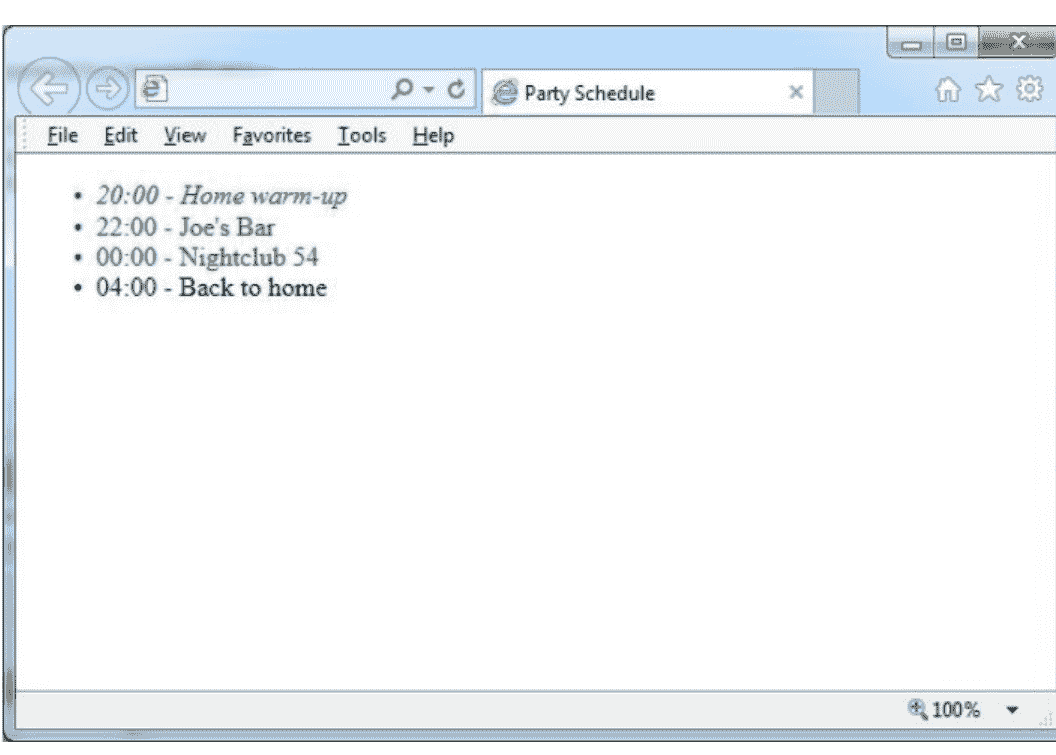 Party Schedule
File Edit View Favorites Tools Help
• 20:00 - Home warm-up
• 22:00 - Joe's Bar
• 00:00 - Nightclub 54
• 04:00 - Back to home
100%